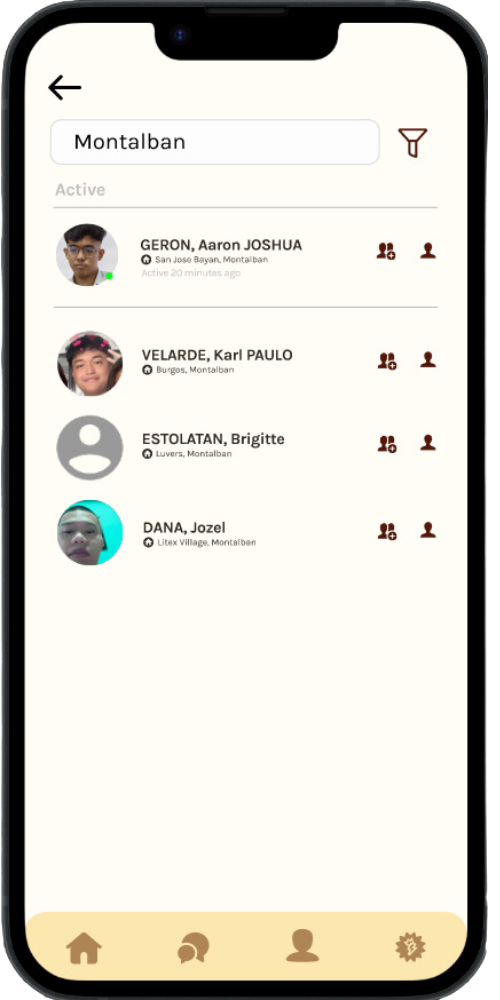 Montalban
Active
GERON, Aaron JOSHUA
San Jose Bayan, Montalban
Active 20 minutes ago
VELARDE, Karl PAULO
Burgos, Montalban
ESTOLATAN, Brigitte
Luvers, Montalban
DANA, Jozel
Litex Village, Montalban